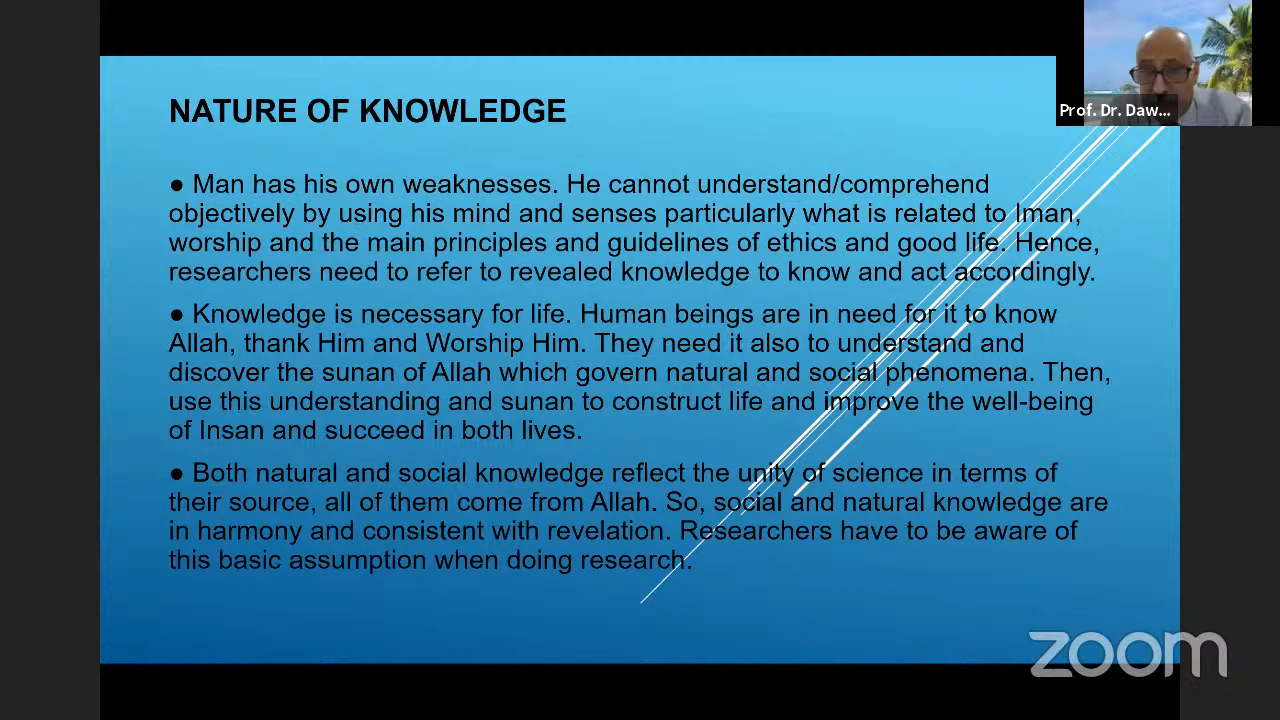 NATURE OF KNOWLEDGE
Prof. Dr. Daw...
● Man has his own weaknesses. He cannot understand/comprehend
objectively by using his mind and senses particularly what is related to Iman,
worship and the main principles and guidelines of ethics and good life. Hence,
researchers need to refer to revealed knowledge to know and act accordingly.
● Knowledge is necessary for life. Human beings are in need for it to know
Allah, thank Him and Worship Him. They need it also to understand and
discover the sunan of Allah which govern natural and social phenomena. Then,
use this understanding and sunan to construct life and improve the well-being
of Insan and succeed in both lives.
● Both natural and social knowledge reflect the unity of science in terms of
their source, all of them come from Allah. So, social and natural knowledge are
in harmony and consistent with revelation. Researchers have to be aware of
this basic assumption when doing research.
zoom